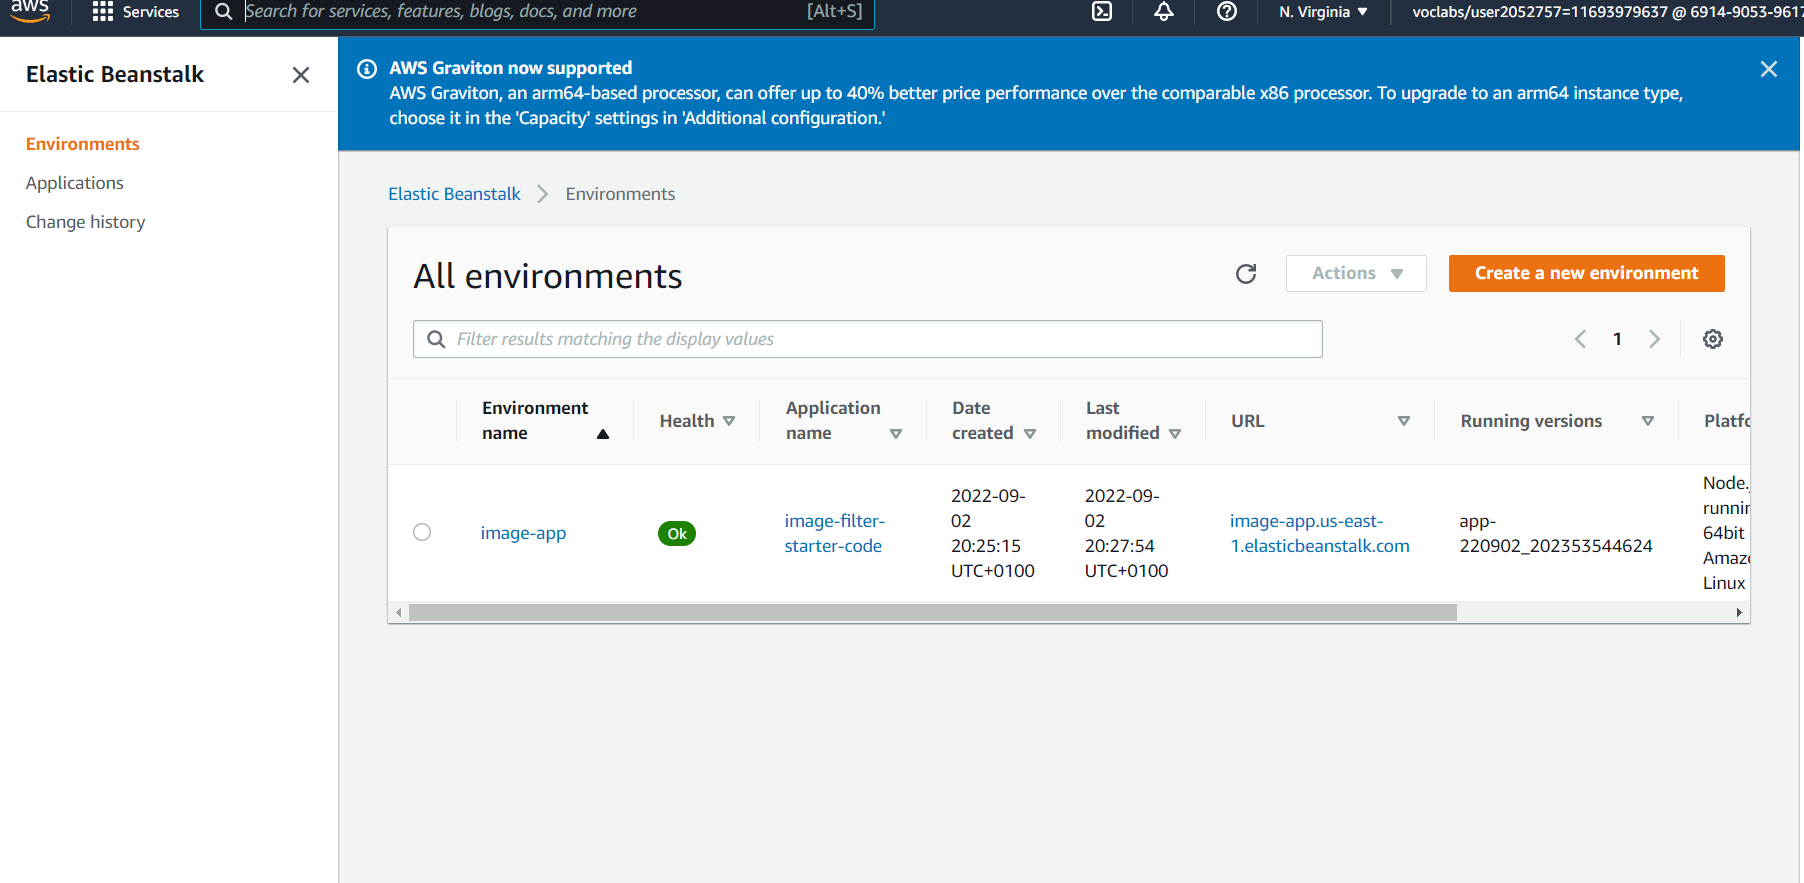 aws
Services
Search for services, features, blogs, docs, and more
[Alt+S]
N. Virginia
voclabs/user2052757=11693979637 @ 6914-9053-9617
Elastic Beanstalk
Environments
Applications
Change history
AWS Graviton now supported
AWS Graviton, an arm64-based processor, can offer up to 40% better price performance over the comparable x86 processor. To upgrade to an arm64 instance type,
choose it in the 'Capacity' settings in 'Additional configuration.'
Elastic Beanstalk
Environments
All environments
Actions
Create a new environment
Filter results matching the display values
1
Environment
name
Health
Application
name
Date
created
Last
modified
URL
Running versions
image-app
Ok
image-filter-
starter-code
2022-09-
02
20:25:15
UTC+0100
2022-09-
02
20:27:54
UTC+0100
image-app.us-east-
1.elasticbeanstalk.com
app-
220902_202353544624
64bit
Linux